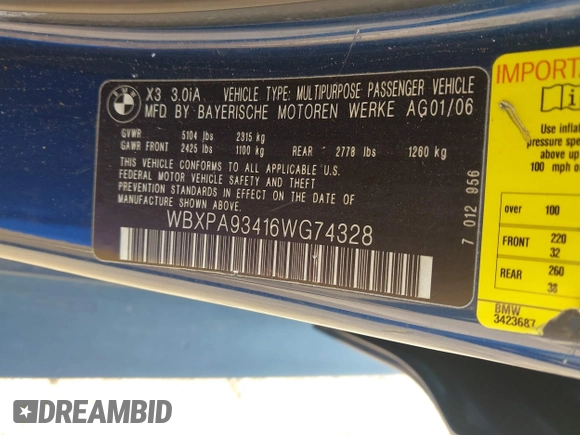 BMW
X3 3.0iA VEHICLE TYPE: MULTIPURPOSE PASSENGER VEHICLE
MFD BY BAYERISCHE MOTOREN WERKE AG01/06
GVWR 5104 lbs 2315 kg
GAWR FRONT 2425 lbs 1100 kg REAR - 2778 lbs 1260 kg
THIS VEHICLE CONFORMS TO ALL APPLICABLE U.S.
FEDERAL MOTOR VEHICLE SAFETY AND THEFT
PREVENTION STANDARDS IN EFFECT ON THE DATE OF
MANUFACTURE SHOWN ABOVE.
WBXPA93416WG74328
7 012 956
IMPORTA
i
Use inflat
pressure spe
above up
100 mph o
over 100
FRONT 220
32
REAR 260
38
BMW
3423687
DREAMBID